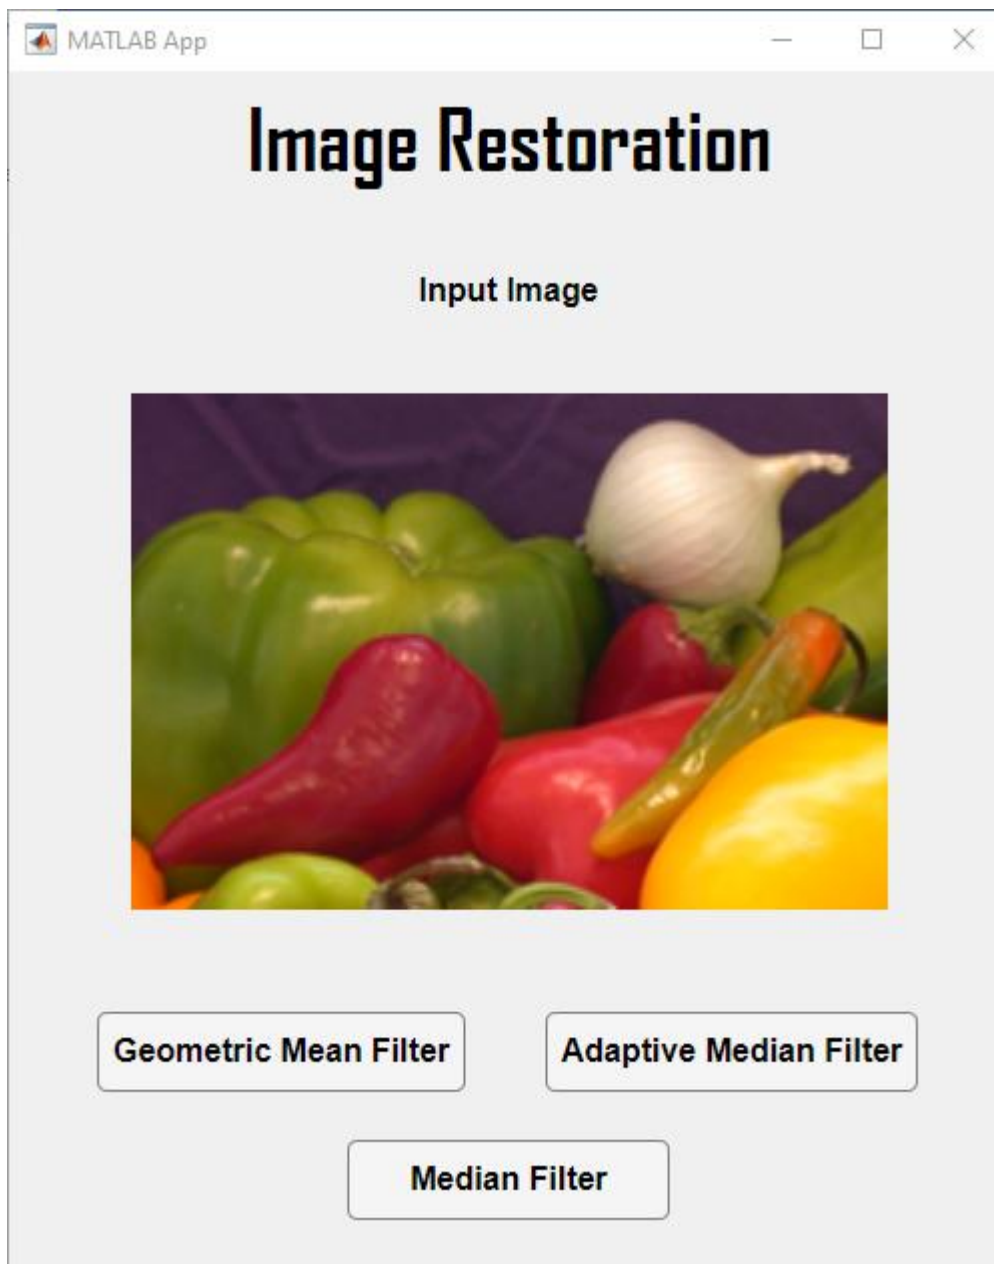 MATLAB App
Image Restoration
Input Image
Geometric Mean Filter
Adaptive Median Filter
Median Filter